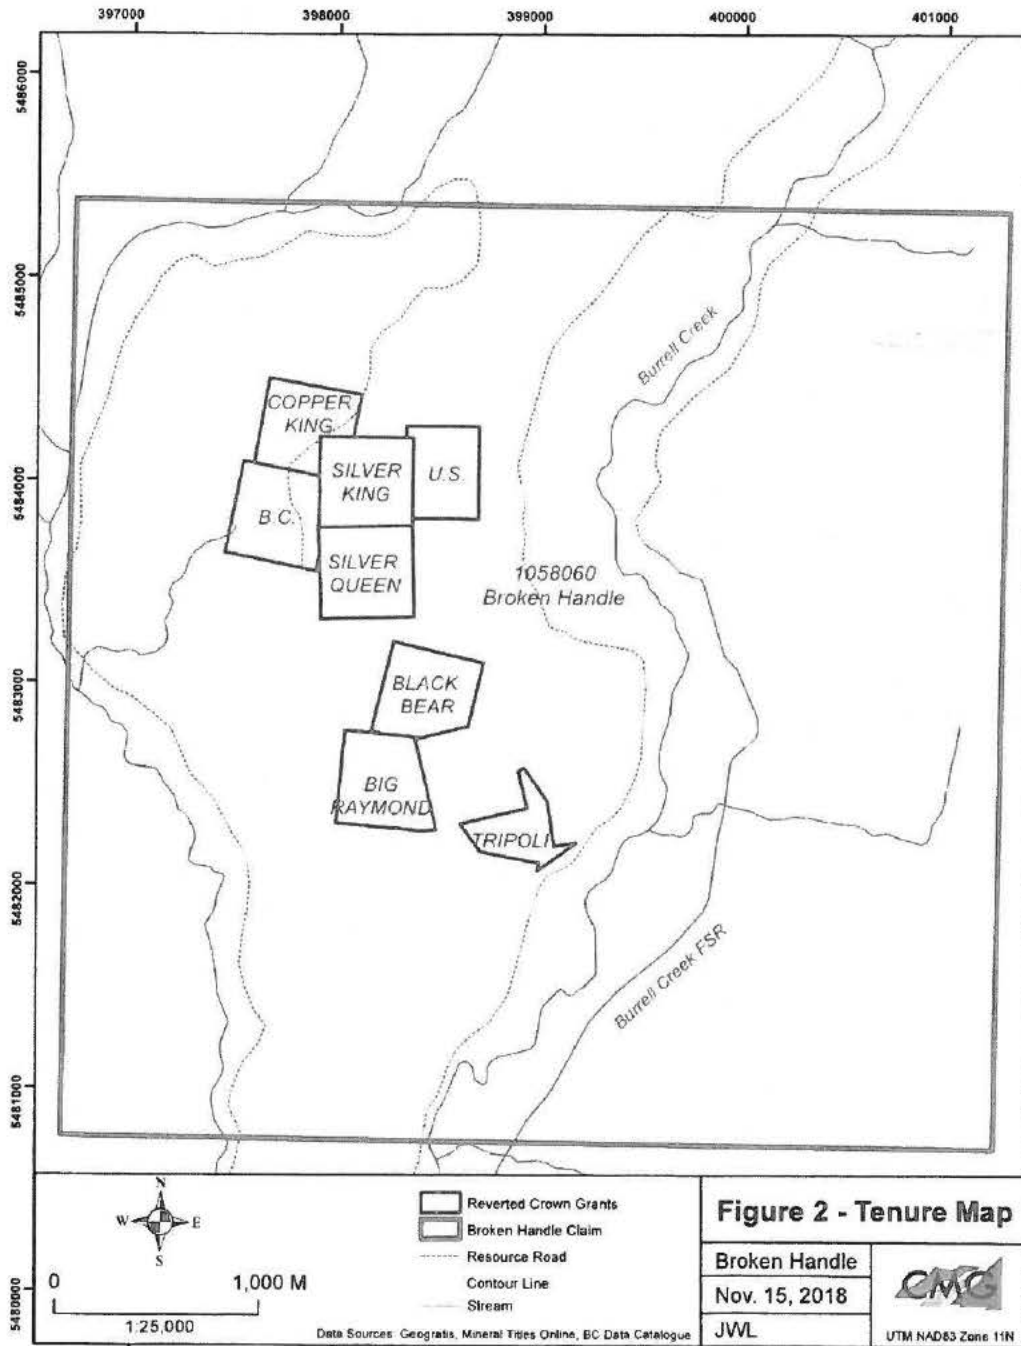 397000
398000
399000
400000
401000
5486000
5485000
5484000
5483000
5482000
5481000
5480000
Burrell Creek
COPPER
KING
SILVER
KING
U.S.
B.C.
SILVER
QUEEN
1058060
Broken Handle
BLACK
BEAR
BIG
RAYMOND
TRIPOLI
Burrell Creek FSR
N
W
E
S
0
1,000 M
1:25,000
Reverted Crown Grants
Broken Handle Claim
Resource Road
Contour Line
Stream
Data Sources: Geogratis, Mineral Titles Online, BC Data Catalogue
Figure 2 - Tenure Map
Broken Handle
Nov. 15, 2018
JWL
CMG
UTM NAD83 Zone 11N